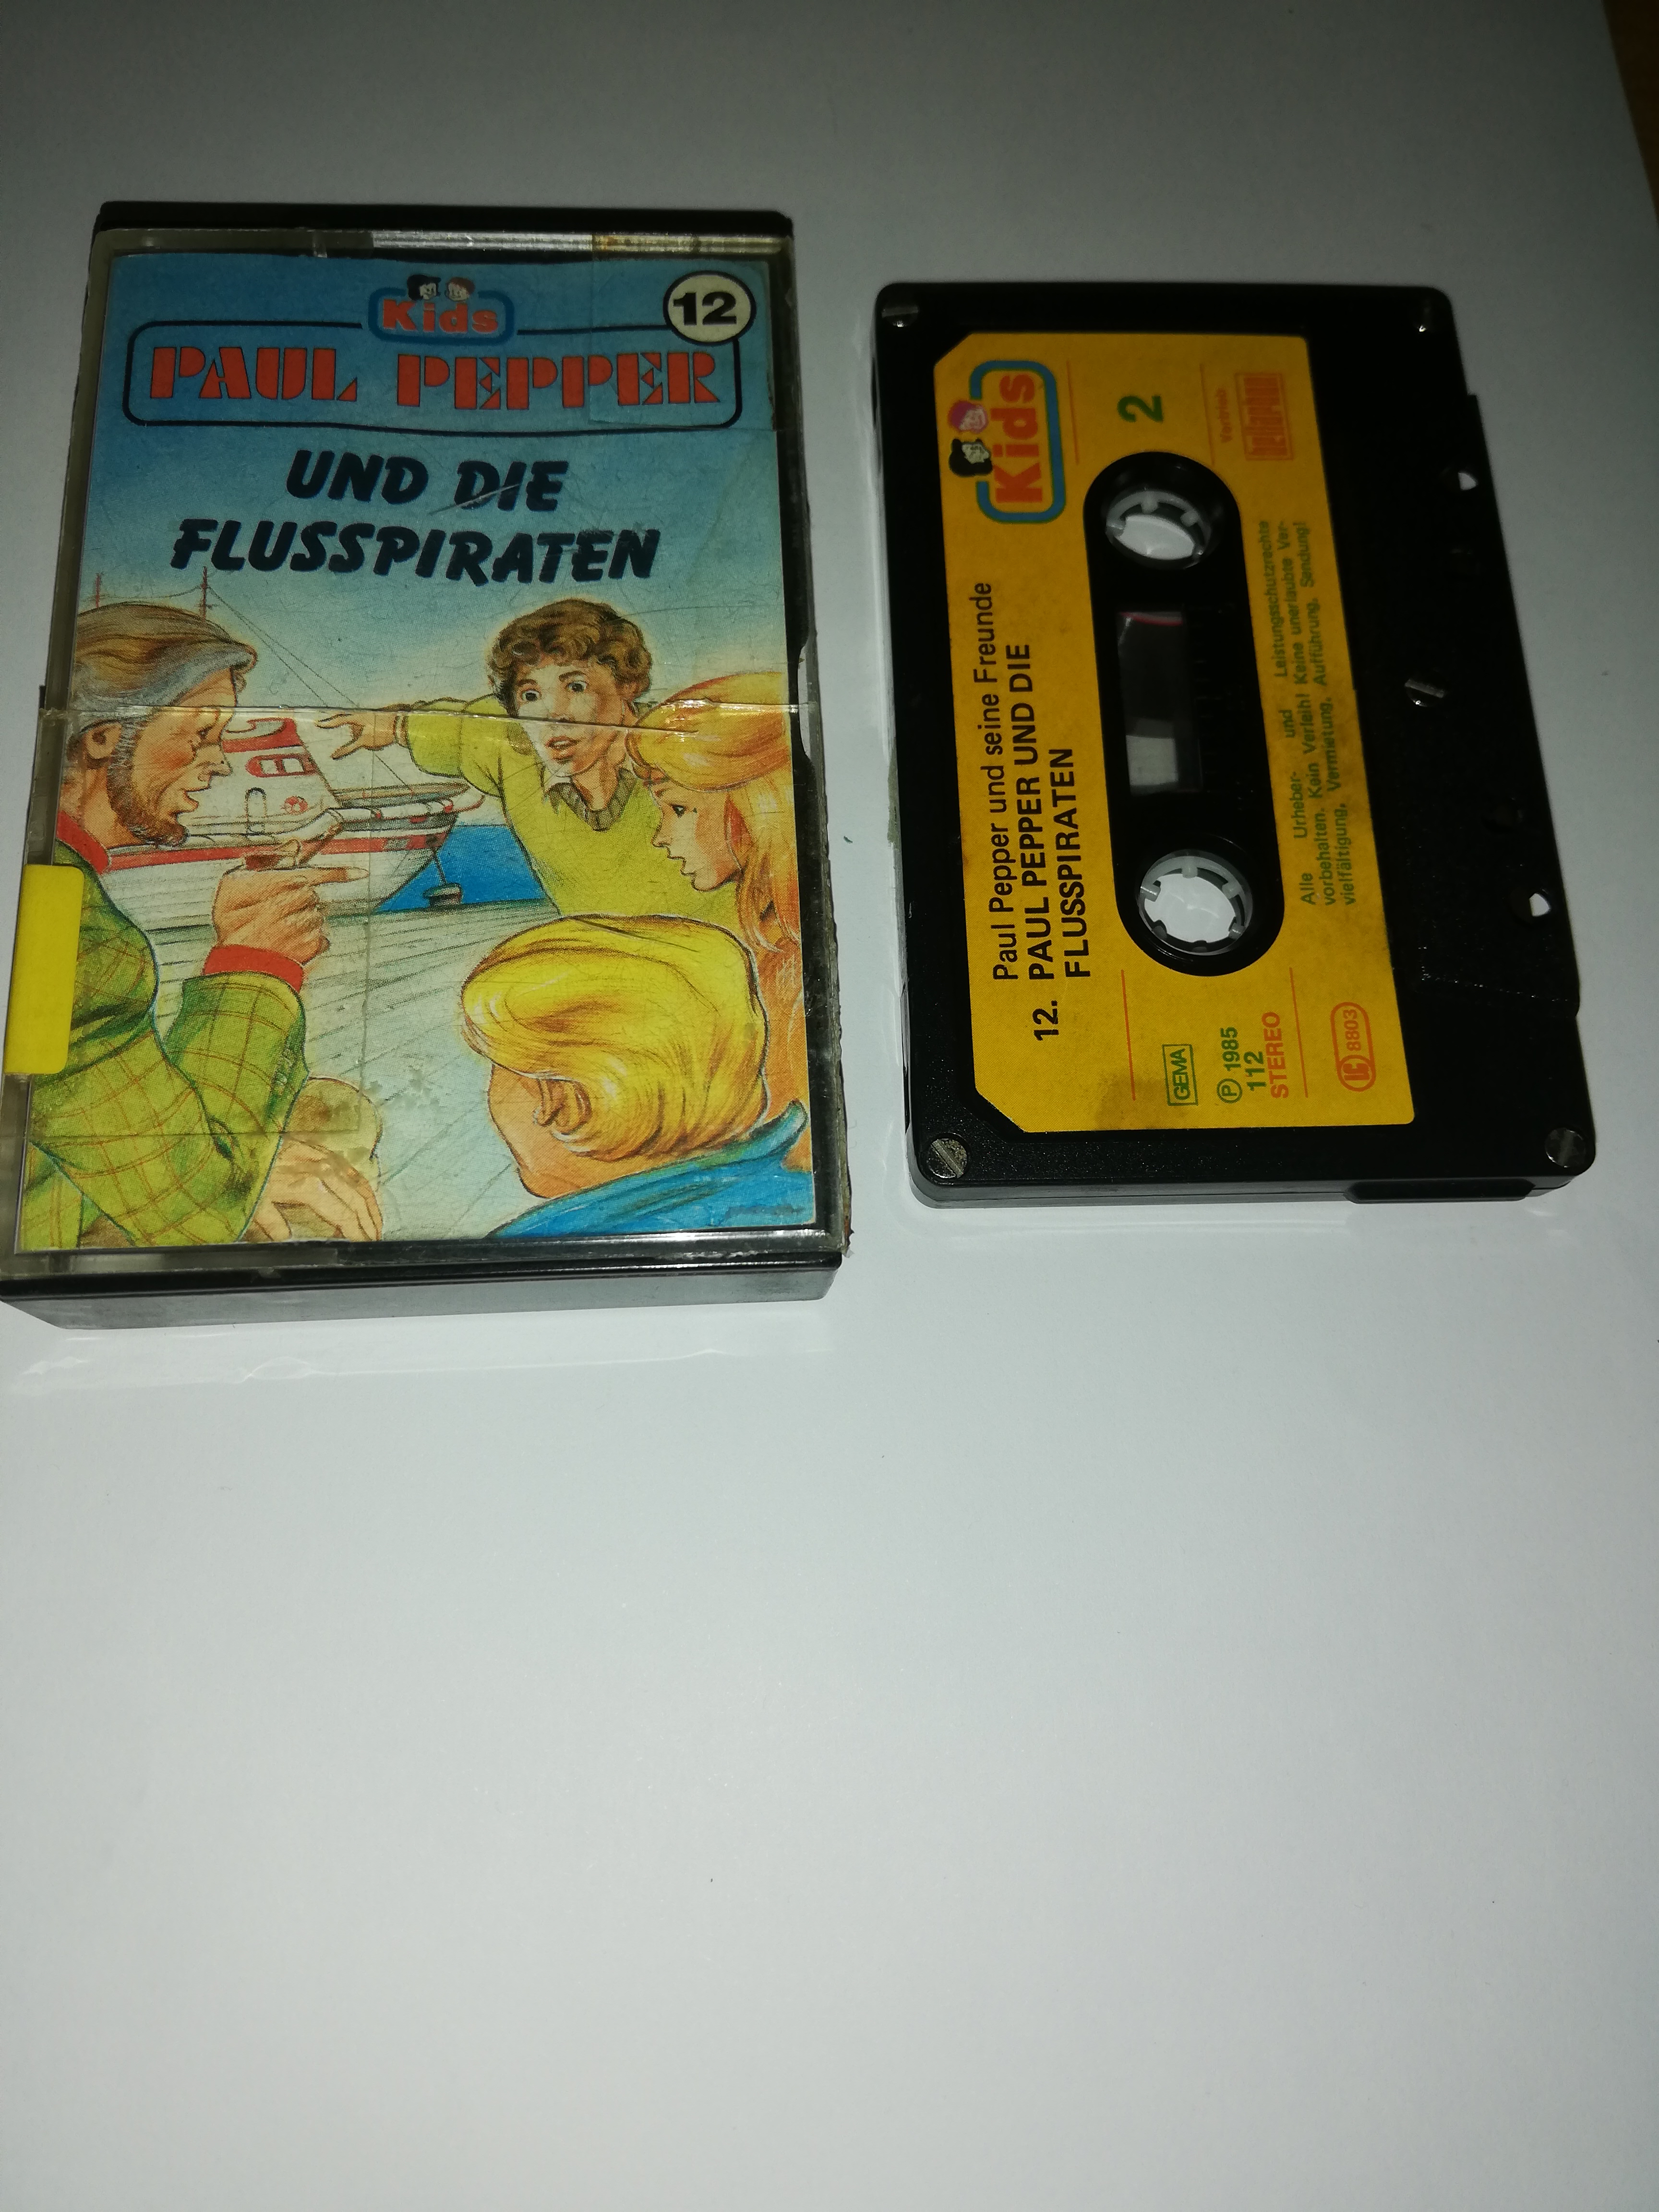 Kids
12
PAUL PEPPER
UND DIE
FLUSSPIRATEN
Kids
2
Vertrieb
Paul Pepper und seine Freunde
12. PAUL PEPPER UND DIE
FLUSSPIRATEN
Alle Urheber- und Leistungsschutzrechte
vorbehalten. Kein Verleih! Keine unerlaubte Ver-
vielfältigung, Vermietung, Aufführung, Sendung!
GEMA
Ⓟ 1985
112
STEREO
LC 8803